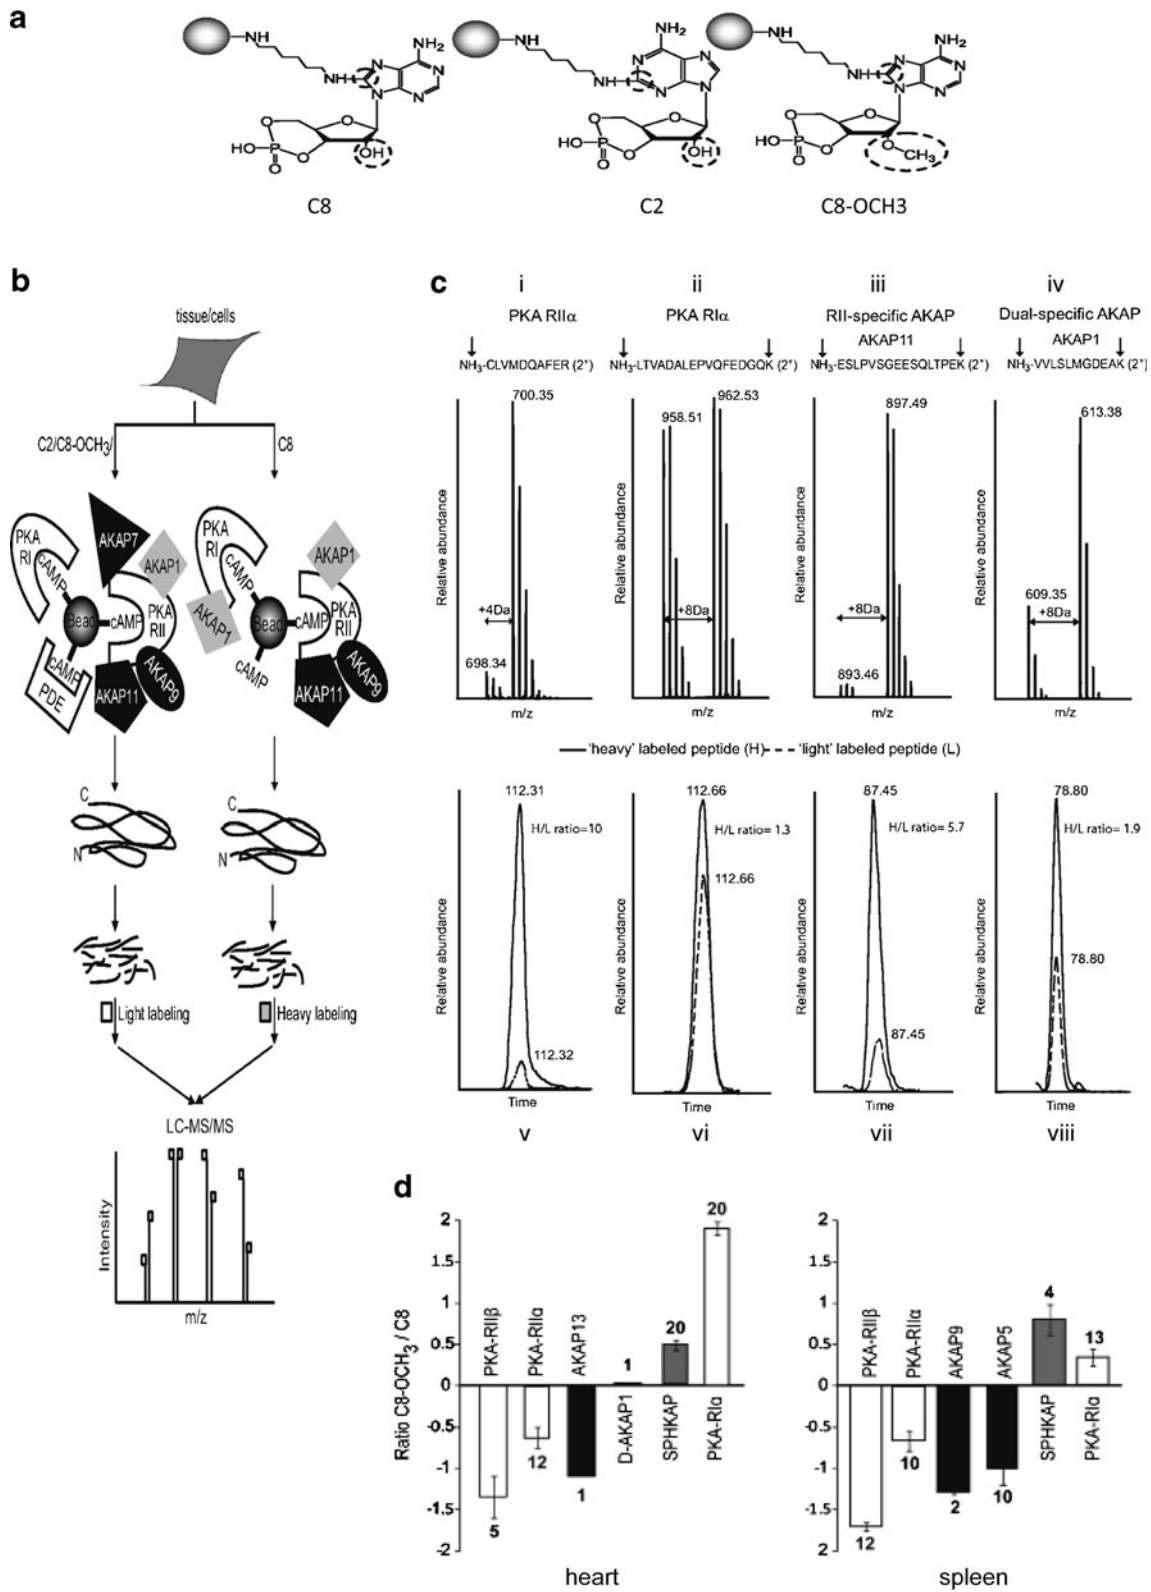 a
NH
NH
NH₂
N
N
N
N
O
O
O
HO-P
O
OH
C8
NH
NH
NH₂
N
N
N
N
O
O
O
HO-P
O
OH
C2
NH
NH
NH₂
N
N
N
N
O
O
O
HO-P
O
O
CH₃
C8-OCH3
b
tissue/cells
C2/C8-OCH₃/
C8
PKA
RI
cAMP
AKAP7
AKAP1
Bead
cAMP
PKA
RII
cAMP
PDE
AKAP11
AKAP9
PKA
RI
cAMP
AKAP1
Bead
cAMP
AKAP1
cAMP
PKA
RII
AKAP11
AKAP9
C
N
C
N
Light labeling
Heavy labeling
LC-MS/MS
Intensity
m/z
c
i
ii
iii
iv
PKA RIIα
PKA RIα
RII-specific AKAP
AKAP11
Dual-specific AKAP
AKAP1
NH₃-CLVMDQAFER (2⁺)
NH₃-LTVADALEPVQFEDGQK (2⁺)
NH₃-ESLPVSGEESQLTPEK (2⁺)
NH₃-VVLSLMGDEAK (2⁺)
Relative abundance
700.35
+4Da
698.34
m/z
Relative abundance
958.51
962.53
+8Da
m/z
Relative abundance
897.49
+8Da
893.46
m/z
Relative abundance
613.38
609.35
+8Da
m/z
'heavy' labeled peptide (H)
'light' labeled peptide (L)
Relative abundance
112.31
H/L ratio=10
112.32
Time
Relative abundance
112.66
H/L ratio= 1.3
112.66
Time
Relative abundance
87.45
H/L ratio= 5.7
87.45
Time
Relative abundance
78.80
H/L ratio= 1.9
78.80
Time
v
vi
vii
viii
d
Ratio C8-OCH₃ / C8
2
1.5
1
0.5
0
-0.5
-1
-1.5
2
PKA-RIIβ
PKA-RIIα
AKAP13
D-AKAP1
SPHKAP
PKA-RIα
5
12
1
1
20
20
heart
2
1.5
1
0.5
0
-0.5
-1
-1.5
2
PKA-RIIβ
PKA-RIIα
AKAP9
AKAP5
SPHKAP
PKA-RIα
12
10
2
10
4
13
spleen